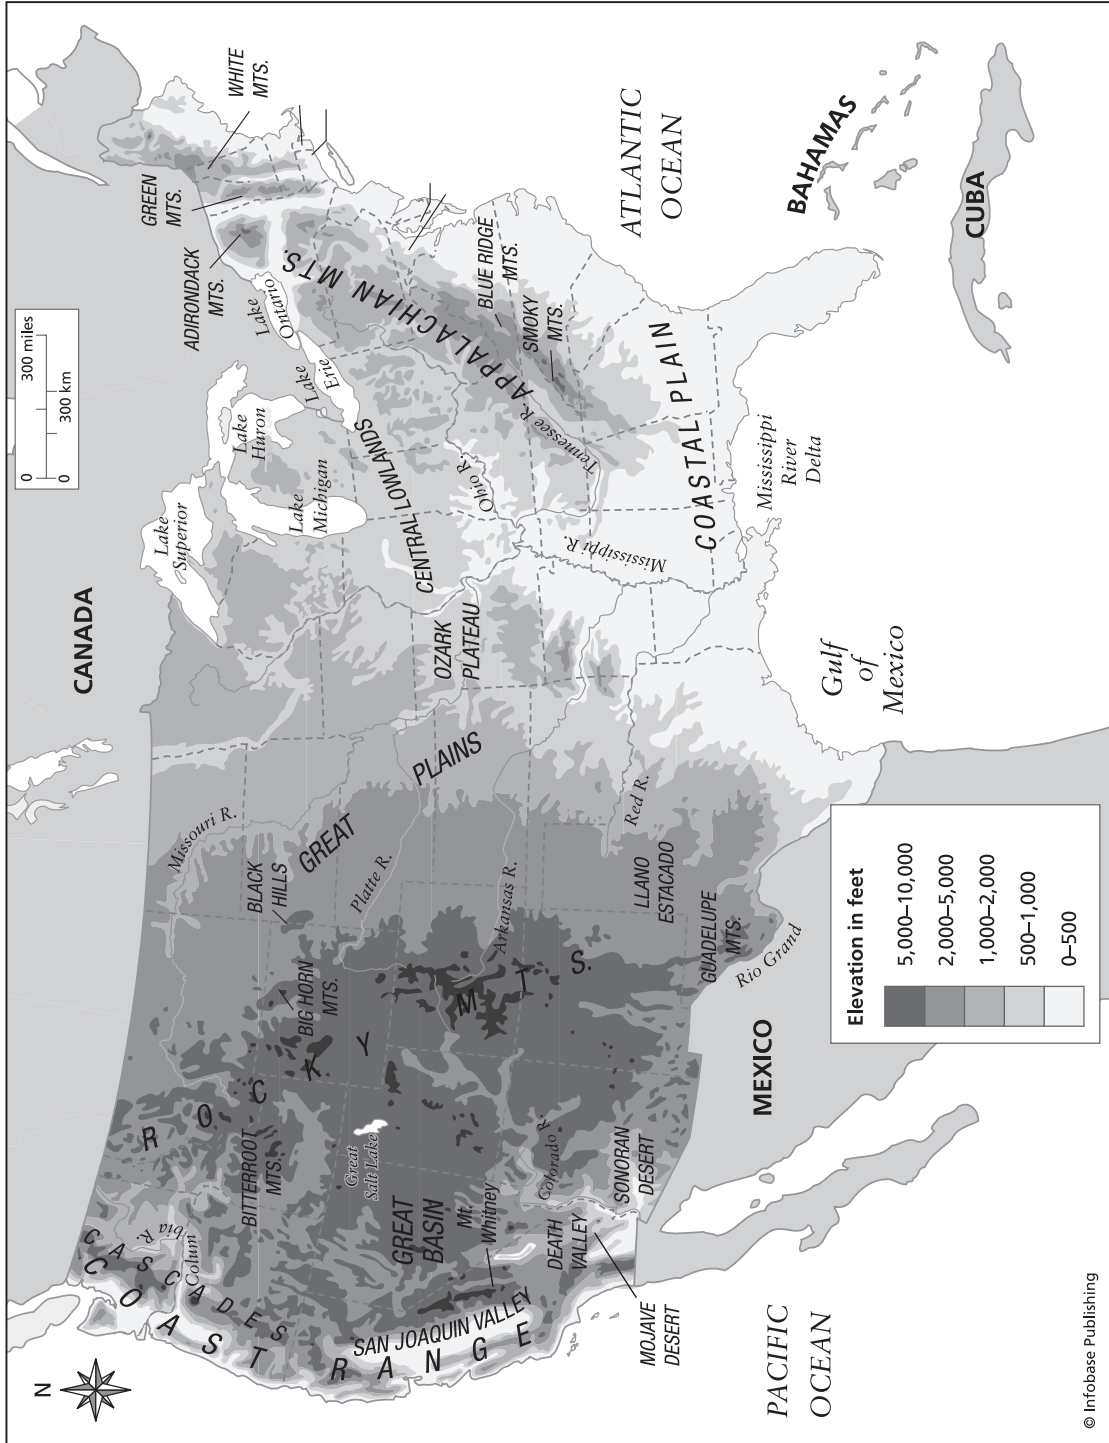 N
CANADA
0 300 miles
0 300 km
CASCADES
COAST RANGE
Columbia R.
ROCKY MTS.
BITTERROOT
MTS.
BIG HORN
MTS.
BLACK
HILLS
Missouri R.
GREAT PLAINS
Platte R.
Great
Salt Lake
GREAT
BASIN
Mt.
Whitney
SAN JOAQUIN VALLEY
DEATH
VALLEY
MOJAVE
DESERT
SONORAN
DESERT
Colorado R.
Arkansas R.
LLANO
ESTACADO
GUADELUPE
MTS.
Rio Grand
Red R.
OZARK
PLATEAU
CENTRAL LOWLANDS
Lake
Superior
Lake
Michigan
Lake
Huron
Lake
Erie
Lake
Ontario
ADIRONDACK
MTS.
GREEN
MTS.
WHITE
MTS.
APPALACHIAN MTS.
BLUE RIDGE
MTS.
SMOKY
MTS.
Ohio R.
Tennessee R.
Mississippi R.
COASTAL PLAIN
Mississippi
River
Delta
Gulf
of
Mexico
ATLANTIC
OCEAN
BAHAMAS
CUBA
MEXICO
PACIFIC
OCEAN
Elevation in feet
5,000–10,000
2,000–5,000
1,000–2,000
500–1,000
0–500
© Infobase Publishing